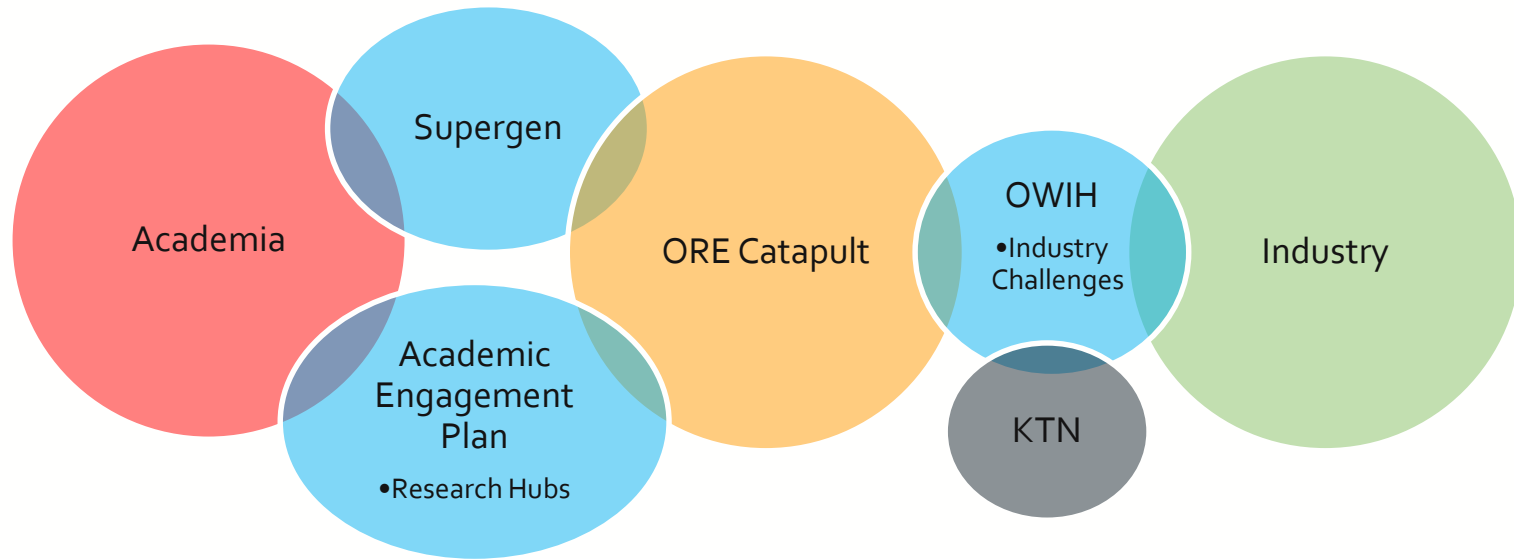 Academia
Supergen
Academic
Engagement
Plan
•Research Hubs
ORE Catapult
OWIH
•Industry
Challenges
KTN
Industry